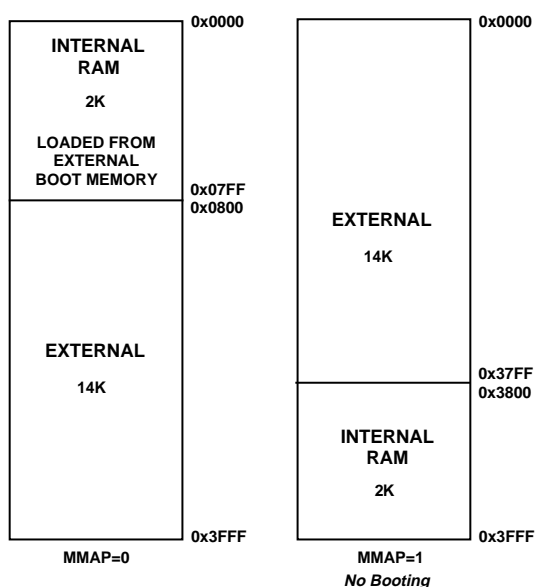 0x0000
INTERNAL
RAM
2K
LOADED FROM
EXTERNAL
BOOT MEMORY
0x07FF
0x0800
EXTERNAL
14K
0x3FFF
MMAP=0
0x0000
EXTERNAL
14K
0x37FF
0x3800
INTERNAL
RAM
2K
0x3FFF
MMAP=1
No Booting